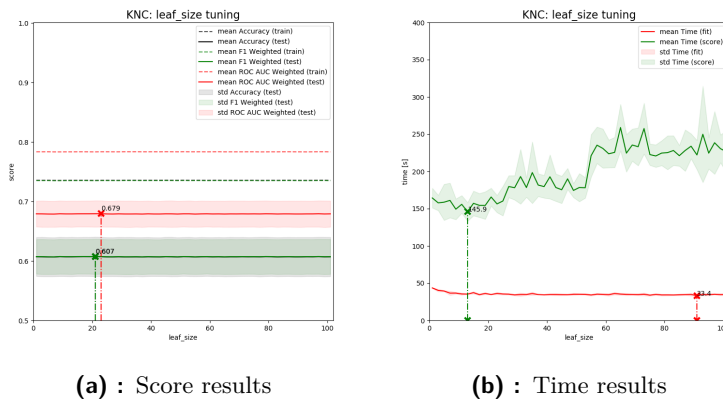 KNC: leaf_size tuning
1.0
0.9
0.8
0.7
0.6
0.5
score
0
20
40
60
80
100
leaf_size
mean Accuracy (train)
mean Accuracy (test)
mean F1 Weighted (train)
mean F1 Weighted (test)
mean ROC AUC Weighted (train)
mean ROC AUC Weighted (test)
std Accuracy (test)
std F1 Weighted (test)
std ROC AUC Weighted (test)
0.679
0.607
(a) : Score results
KNC: leaf_size tuning
400
350
300
250
200
150
100
50
0
time [s]
0
20
40
60
80
100
leaf_size
mean Time (fit)
mean Time (score)
std Time (fit)
std Time (score)
145.9
33.4
(b) : Time results